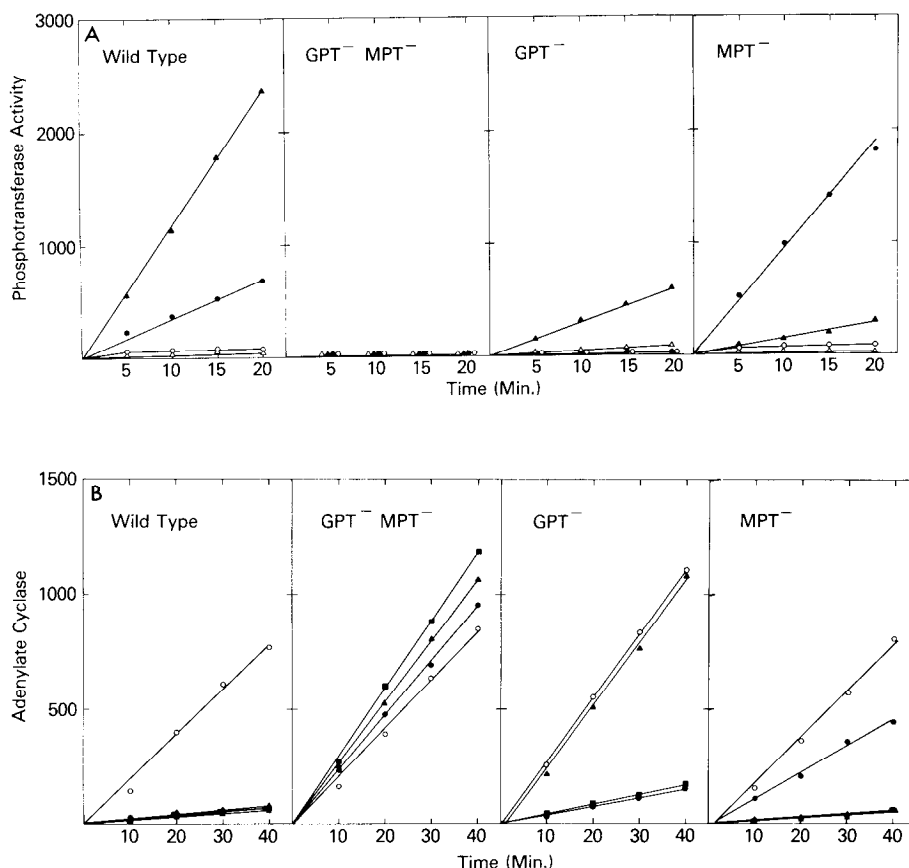 A
3000
2000
1000
Phosphotransferase Activity
Wild Type
GPT⁻ MPT⁻
GPT⁻
MPT⁻
5 10 15 20
5 10 15 20
5 10 15 20
5 10 15 20
Time (Min.)
B
1500
1000
500
Adenylate Cyclase
Wild Type
GPT⁻ MPT⁻
GPT⁻
MPT⁻
10 20 30 40
10 20 30 40
10 20 30 40
10 20 30 40
Time (Min.)